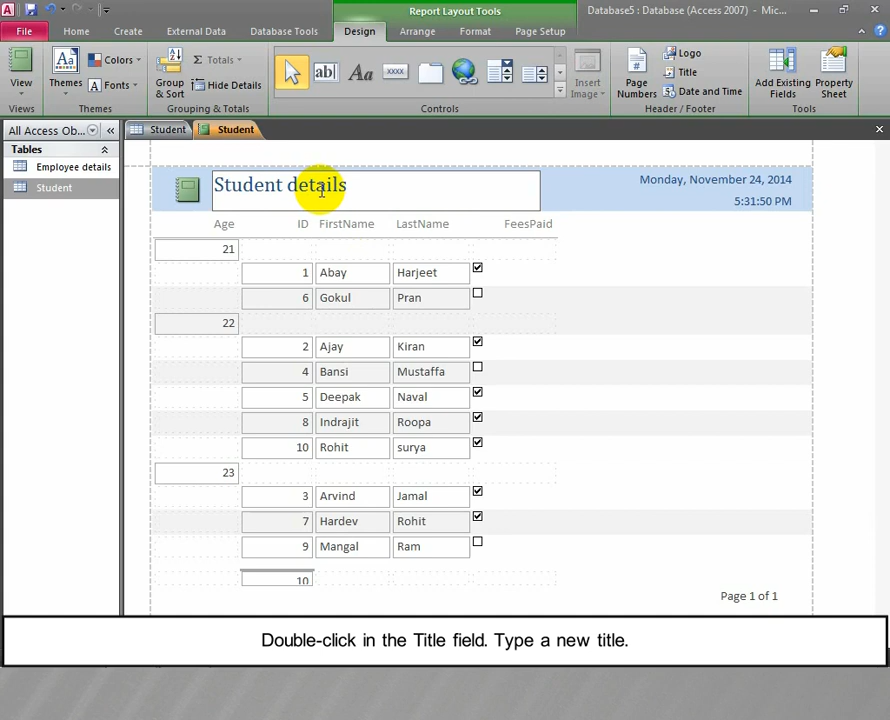 Report Layout Tools
Database5 : Database (Access 2007) - Mic...
File Home Create External Data Database Tools Design Arrange Format Page Setup
View
Themes
Colors
Fonts
Group & Sort
Totals
Hide Details
ab|
Aa
xxxx
Insert Image
Page Numbers
Logo
Title
Date and Time
Add Existing Fields
Property Sheet
Views Themes Grouping & Totals Controls Header / Footer Tools
All Access Ob... «
Student
Student
Tables
Employee details
Student
Student details
Monday, November 24, 2014
5:31:50 PM
Age ID FirstName LastName FeesPaid
21
1 Abay Harjeet
6 Gokul Pran
22
2 Ajay Kiran
4 Bansi Mustaffa
5 Deepak Naval
8 Indrajit Roopa
10 Rohit surya
23
3 Arvind Jamal
7 Hardev Rohit
9 Mangal Ram
10
Page 1 of 1
Double-click in the Title field. Type a new title.